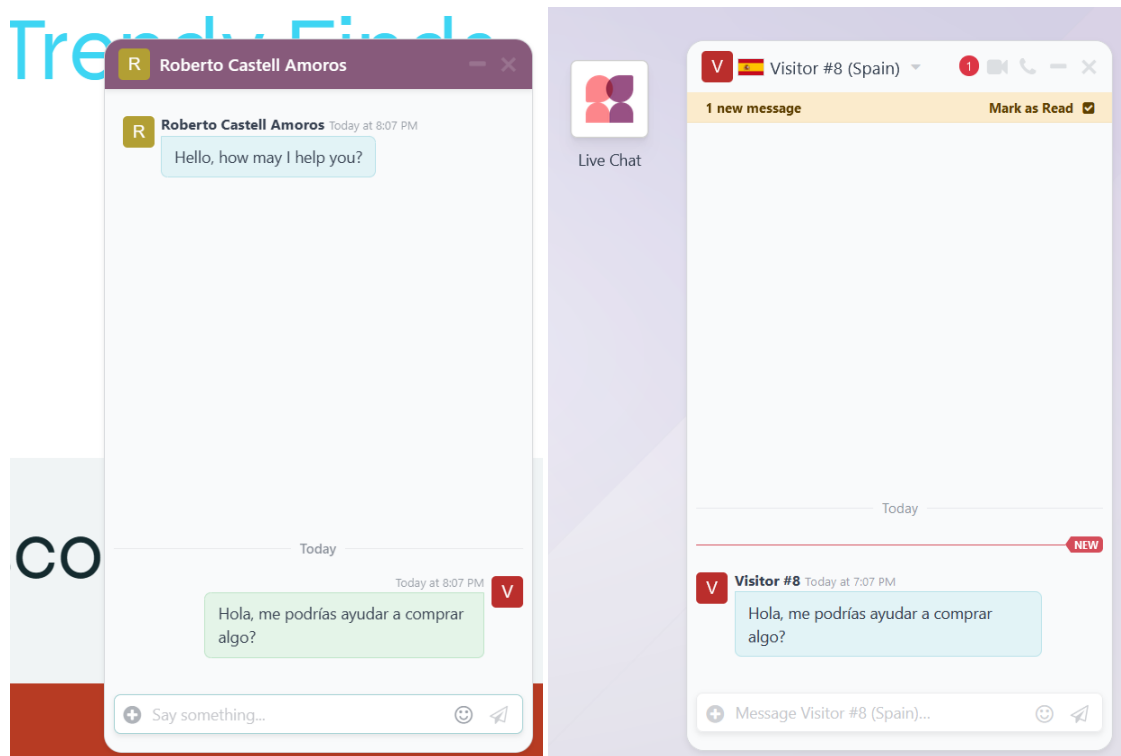 Trendy Finds
R
Roberto Castell Amoros
R
Roberto Castell Amoros Today at 8:07 PM
Hello, how may I help you?
co
Today
Today at 8:07 PM
V
Hola, me podrías ayudar a comprar
algo?
Say something...
Live Chat
V
Visitor #8 (Spain)
1
1 new message
Mark as Read
Today
NEW
V
Visitor #8 Today at 7:07 PM
Hola, me podrías ayudar a comprar
algo?
Message Visitor #8 (Spain)...